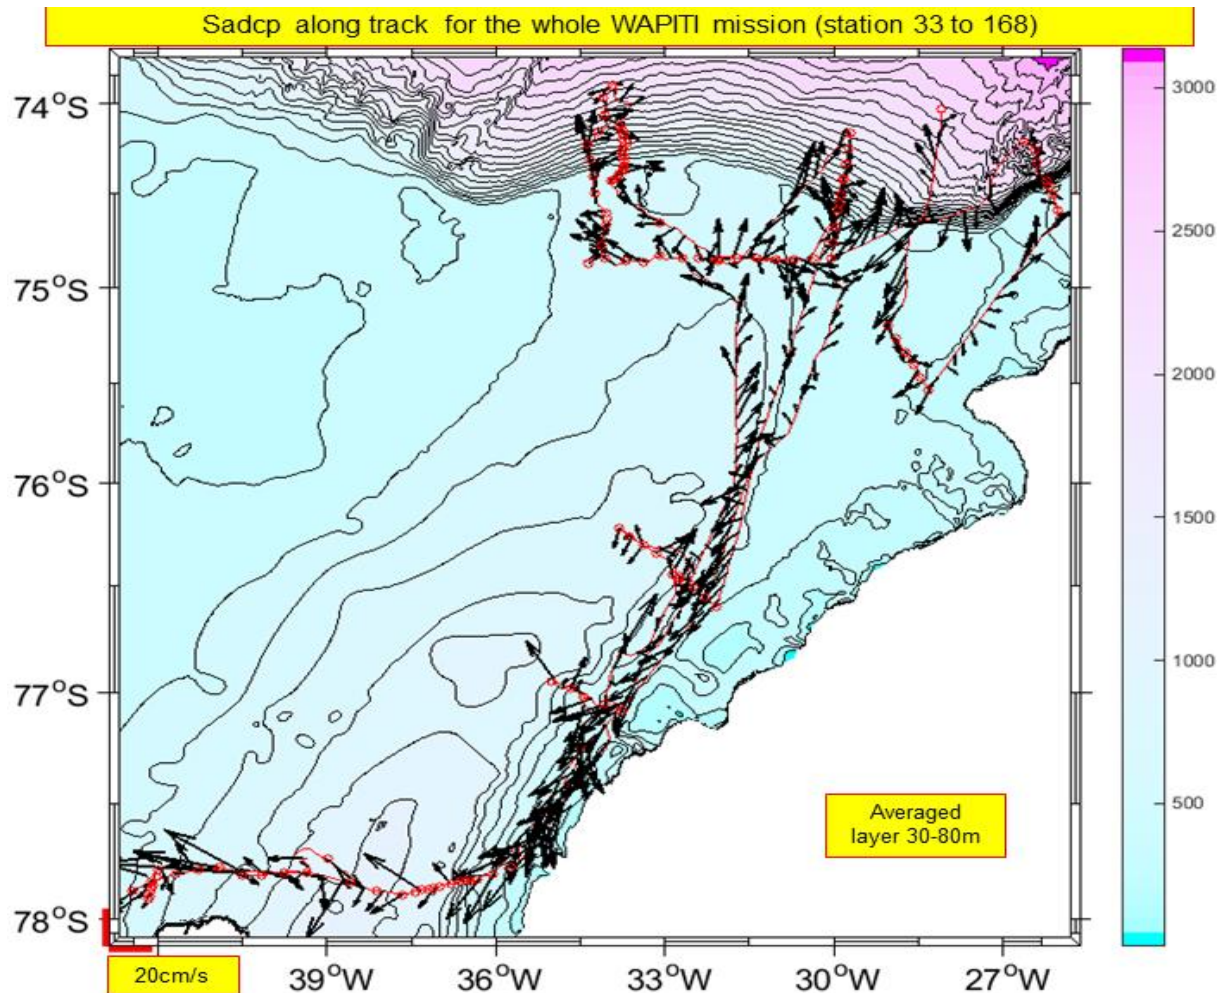 Sadcp along track for the whole WAPITI mission (station 33 to 168)
74°S
75°S
76°S
77°S
78°S
3000
2500
2000
1500
1000
500
Averaged
layer 30-80m
20cm/s
39°W
36°W
33°W
30°W
27°W